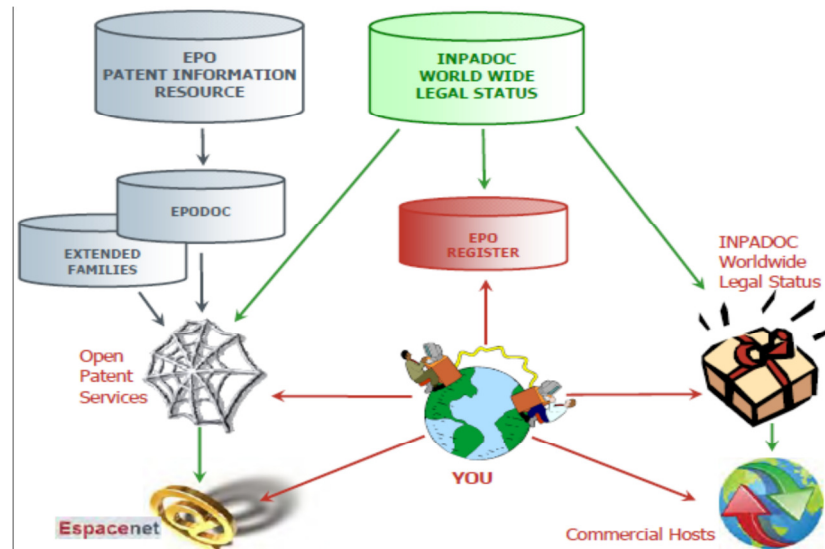 EPO
PATENT INFORMATION
RESOURCE
INPADOC
WORLD WIDE
LEGAL STATUS
EPODOC
EXTENDED
FAMILIES
EPO
REGISTER
INPADOC
Worldwide
Legal Status
Open
Patent
Services
YOU
Espacenet
Commercial Hosts